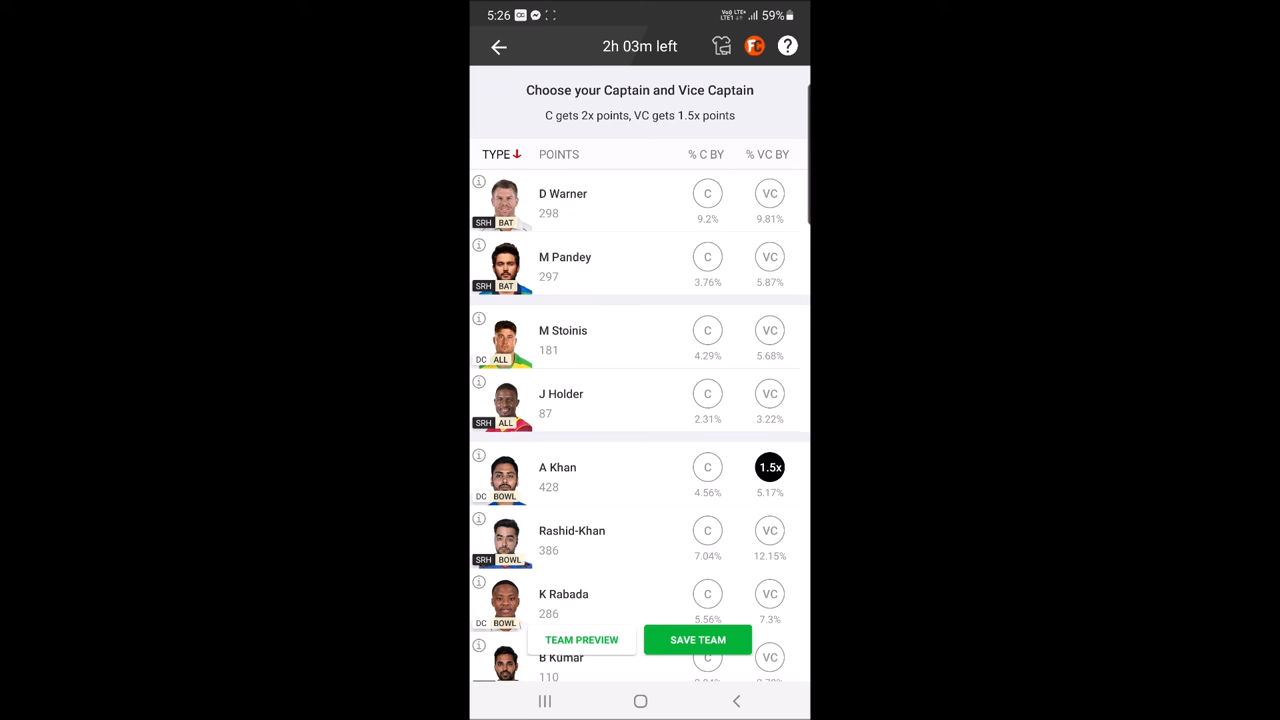 5:26
59%
2h 03m left
FC
?
Choose your Captain and Vice Captain
C gets 2x points, VC gets 1.5x points
TYPE POINTS % C BY % VC BY
D Warner
298
SRH BAT
C
VC
9.2%
9.81%
M Pandey
297
SRH BAT
C
VC
3.76%
5.87%
M Stoinis
181
DC ALL
C
VC
4.29%
5.68%
J Holder
87
SRH ALL
C
VC
2.31%
3.22%
A Khan
428
DC BOWL
C
1.5x
4.56%
5.17%
Rashid-Khan
386
SRH BOWL
C
VC
7.04%
12.15%
K Rabada
286
DC BOWL
C
VC
5.56%
7.3%
TEAM PREVIEW
SAVE TEAM
B Kumar
110
C
VC